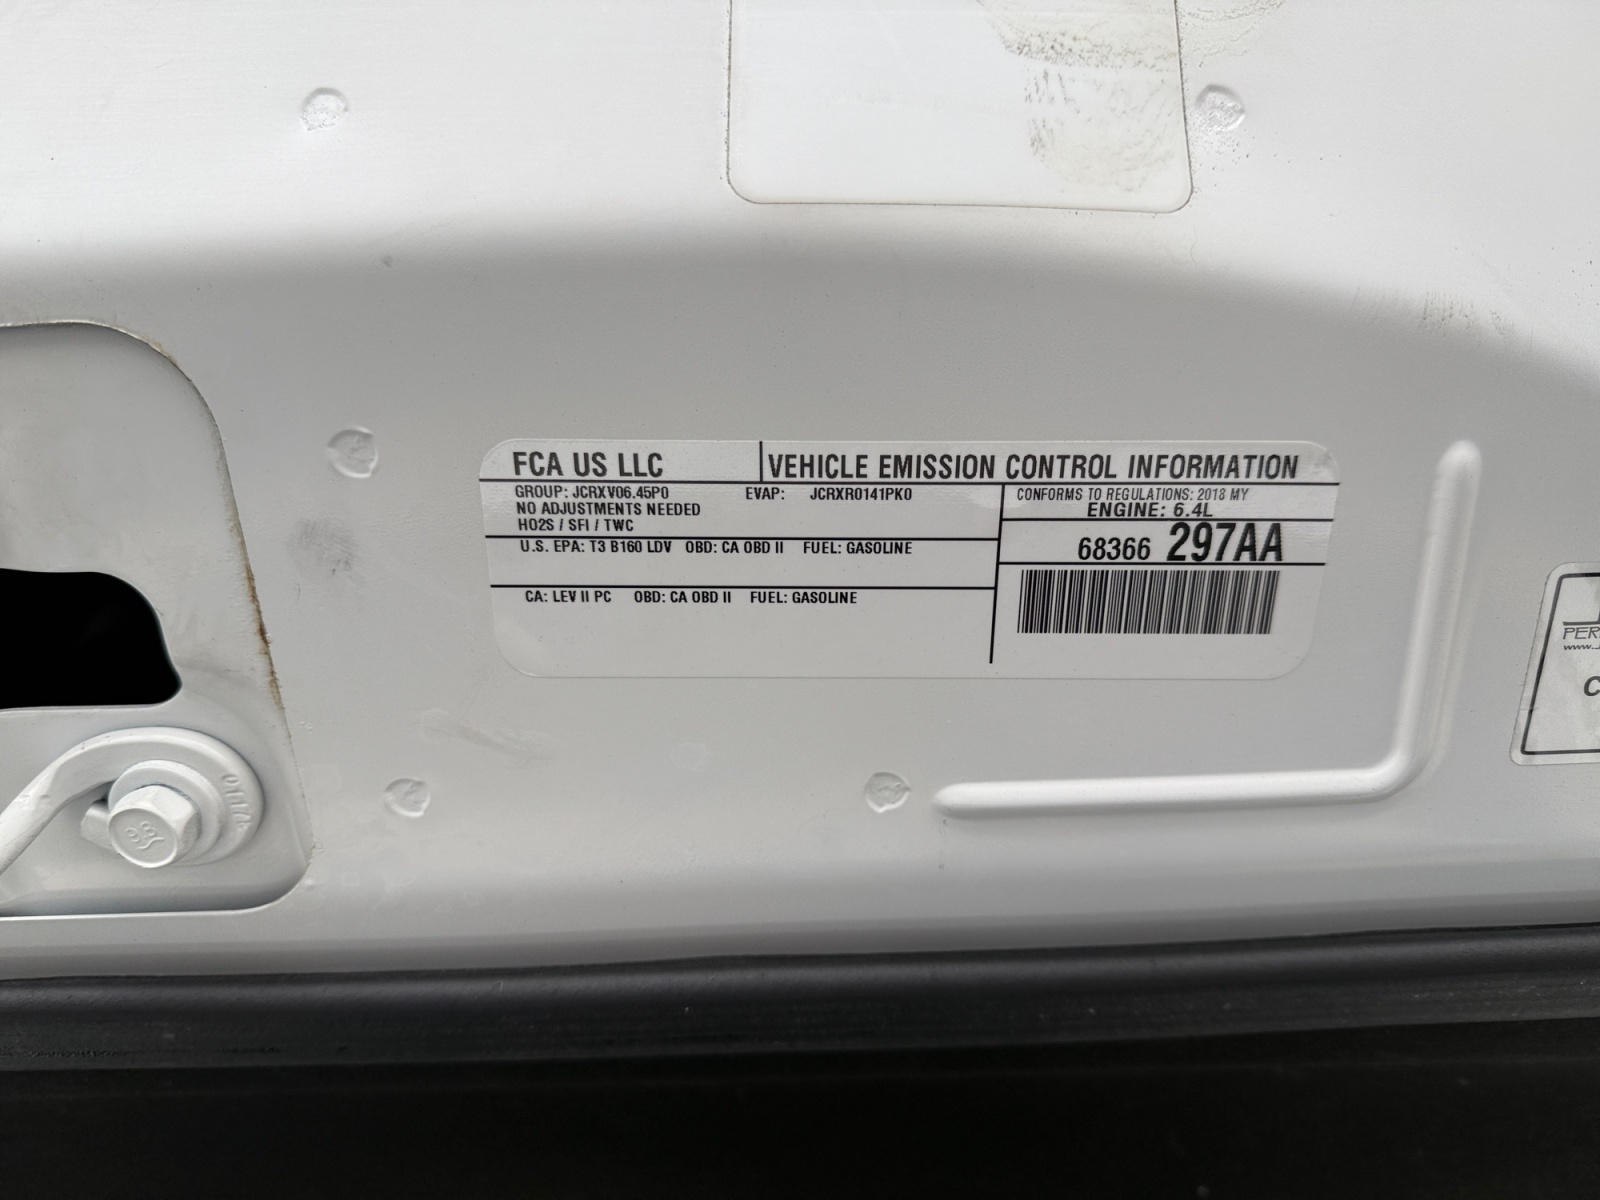 FCA US LLC
VEHICLE EMISSION CONTROL INFORMATION
GROUP: JCRXV06.45P0 EVAP: JCRXR0141PK0
NO ADJUSTMENTS NEEDED
HO2S / SFI / TWC
U.S. EPA: T3 B160 LDV OBD: CA OBD II FUEL: GASOLINE
CA: LEV II PC OBD: CA OBD II FUEL: GASOLINE
CONFORMS TO REGULATIONS: 2018 MY
ENGINE: 6.4L
68366 297AA